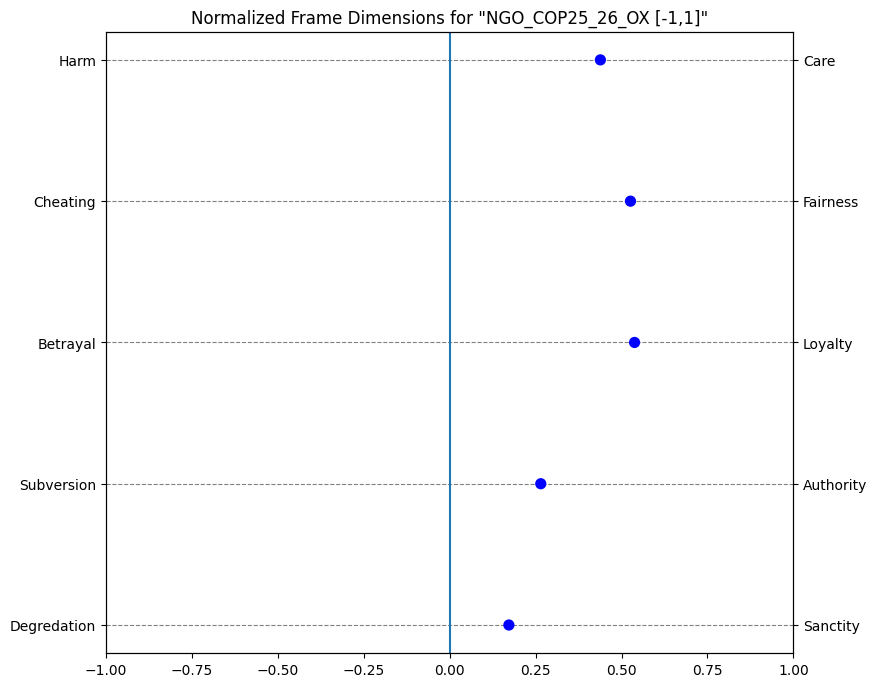 Normalized Frame Dimensions for "NGO_COP25_26_OX [-1,1]"
Harm Care
Cheating Fairness
Betrayal Loyalty
Subversion Authority
Degredation Sanctity
−1.00 −0.75 −0.50 −0.25 0.00 0.25 0.50 0.75 1.00